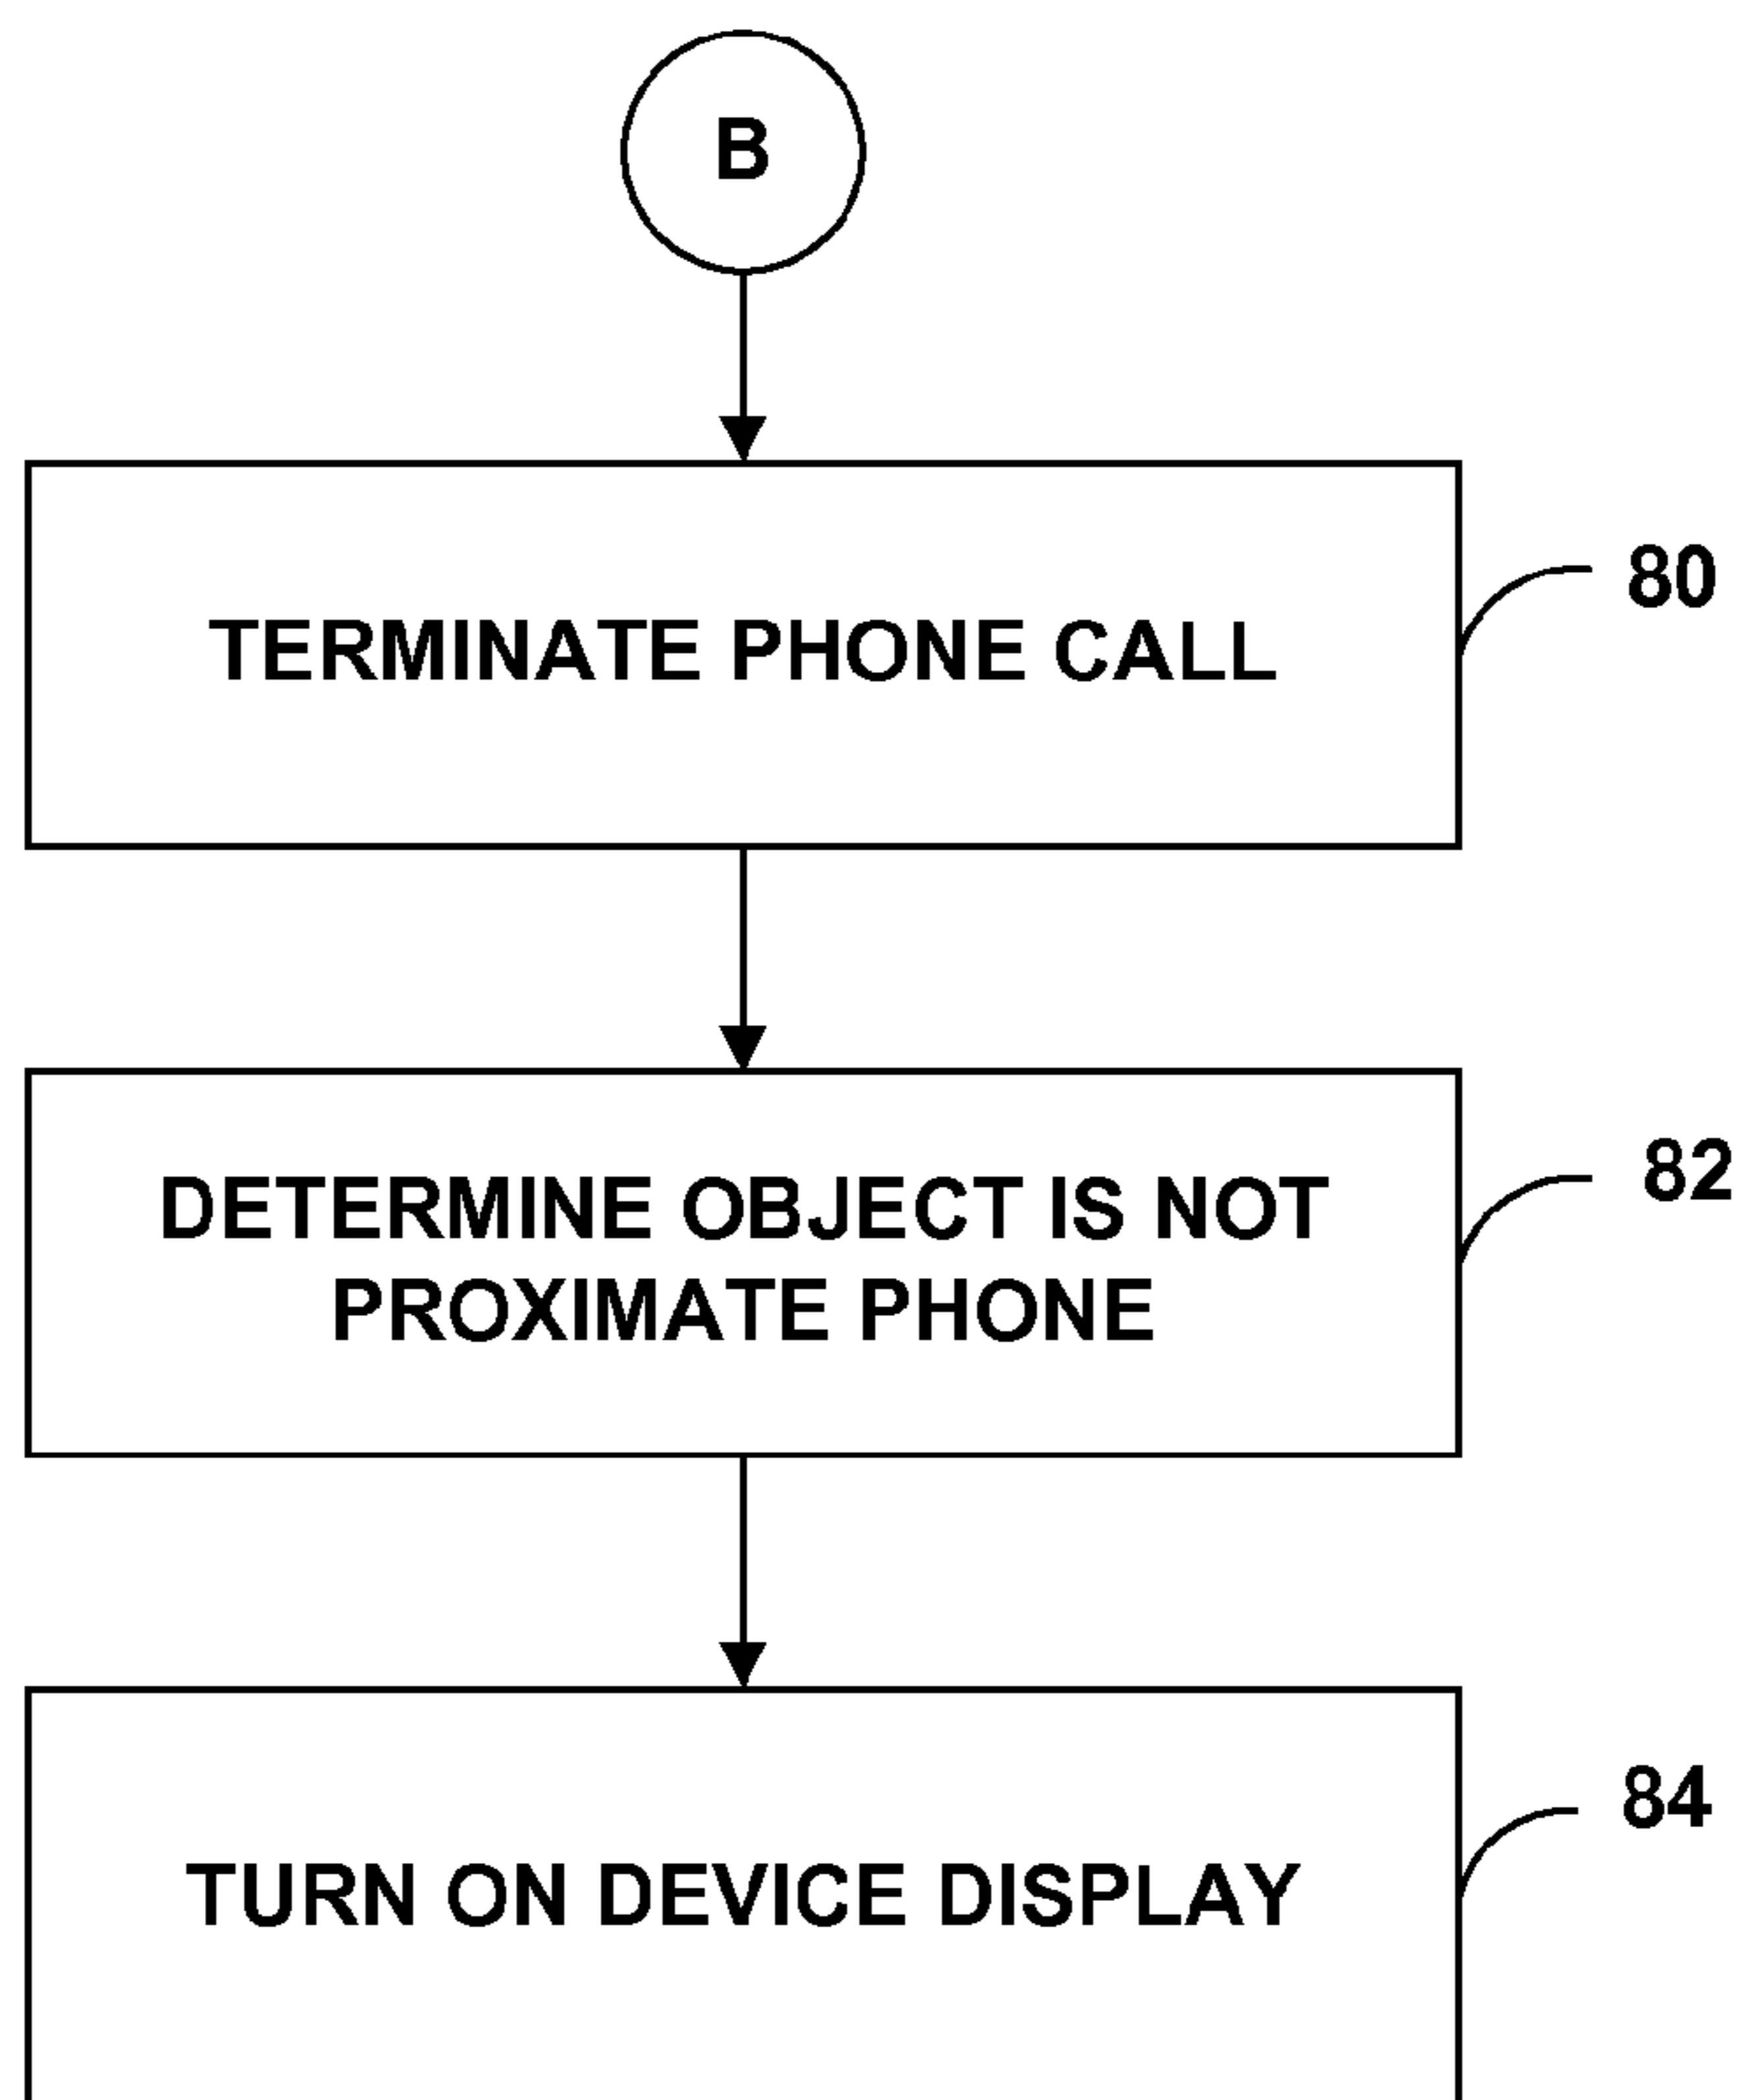 B
TERMINATE PHONE CALL
80
DETERMINE OBJECT IS NOT
PROXIMATE PHONE
82
TURN ON DEVICE DISPLAY
84